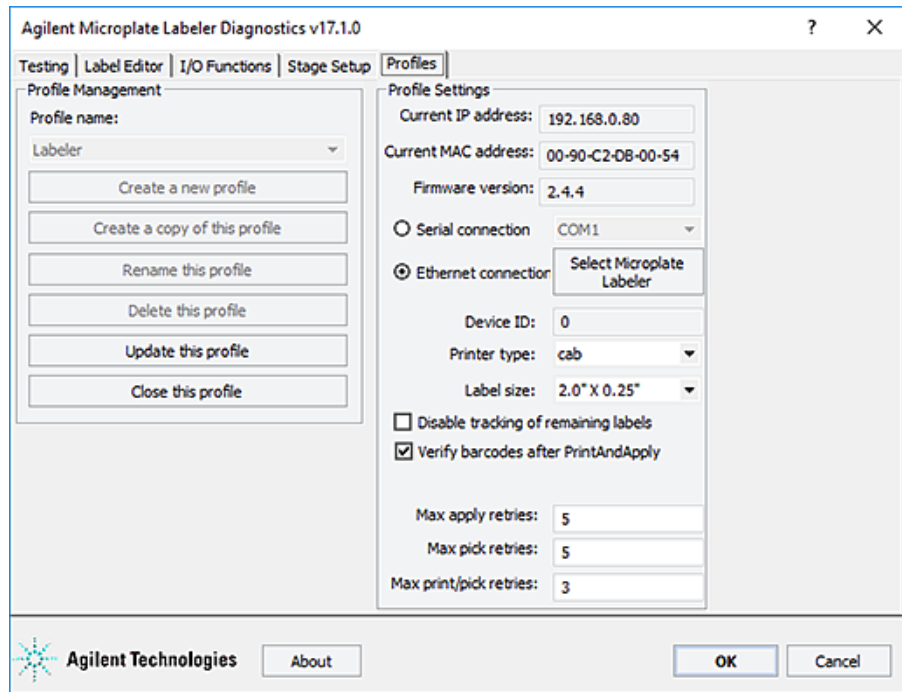 Agilent Microplate Labeler Diagnostics v17.1.0
Testing
Label Editor
I/O Functions
Stage Setup
Profiles
Profile Management
Profile name:
Labeler
Create a new profile
Create a copy of this profile
Rename this profile
Delete this profile
Update this profile
Close this profile
Profile Settings
Current IP address: 192.168.0.80
Current MAC address: 00-90-C2-DB-00-54
Firmware version: 2.4.4
Serial connection COM1
Ethernet connection
Select Microplate
Labeler
Device ID: 0
Printer type: cab
Label size: 2.0" X 0.25"
Disable tracking of remaining labels
Verify barcodes after PrintAndApply
Max apply retries: 5
Max pick retries: 5
Max print/pick retries: 3
Agilent Technologies
About
OK
Cancel